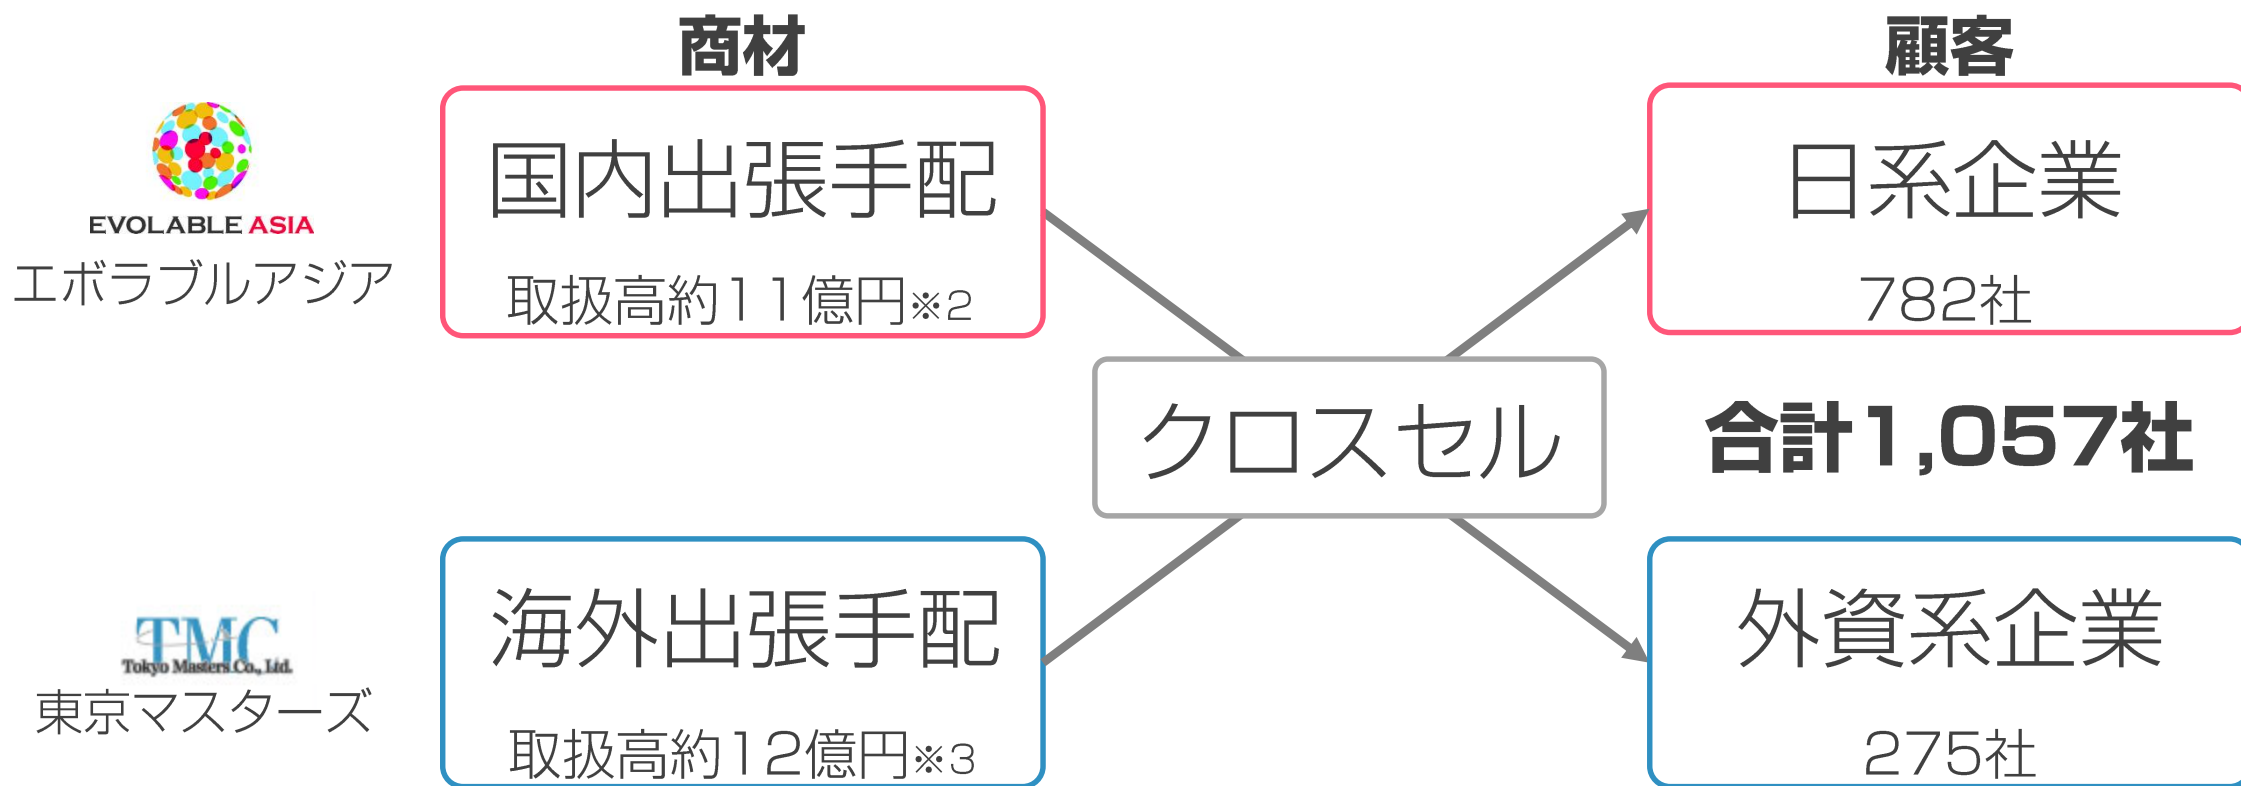 商材
顧客
EVOLABLE ASIA
エボラブルアジア
国内出張手配
取扱高約11億円※2
日系企業
782社
クロスセル
合計1,057社
TMC
Tokyo Masters Co., Ltd.
東京マスターズ
海外出張手配
取扱高約12億円※3
外資系企業
275社